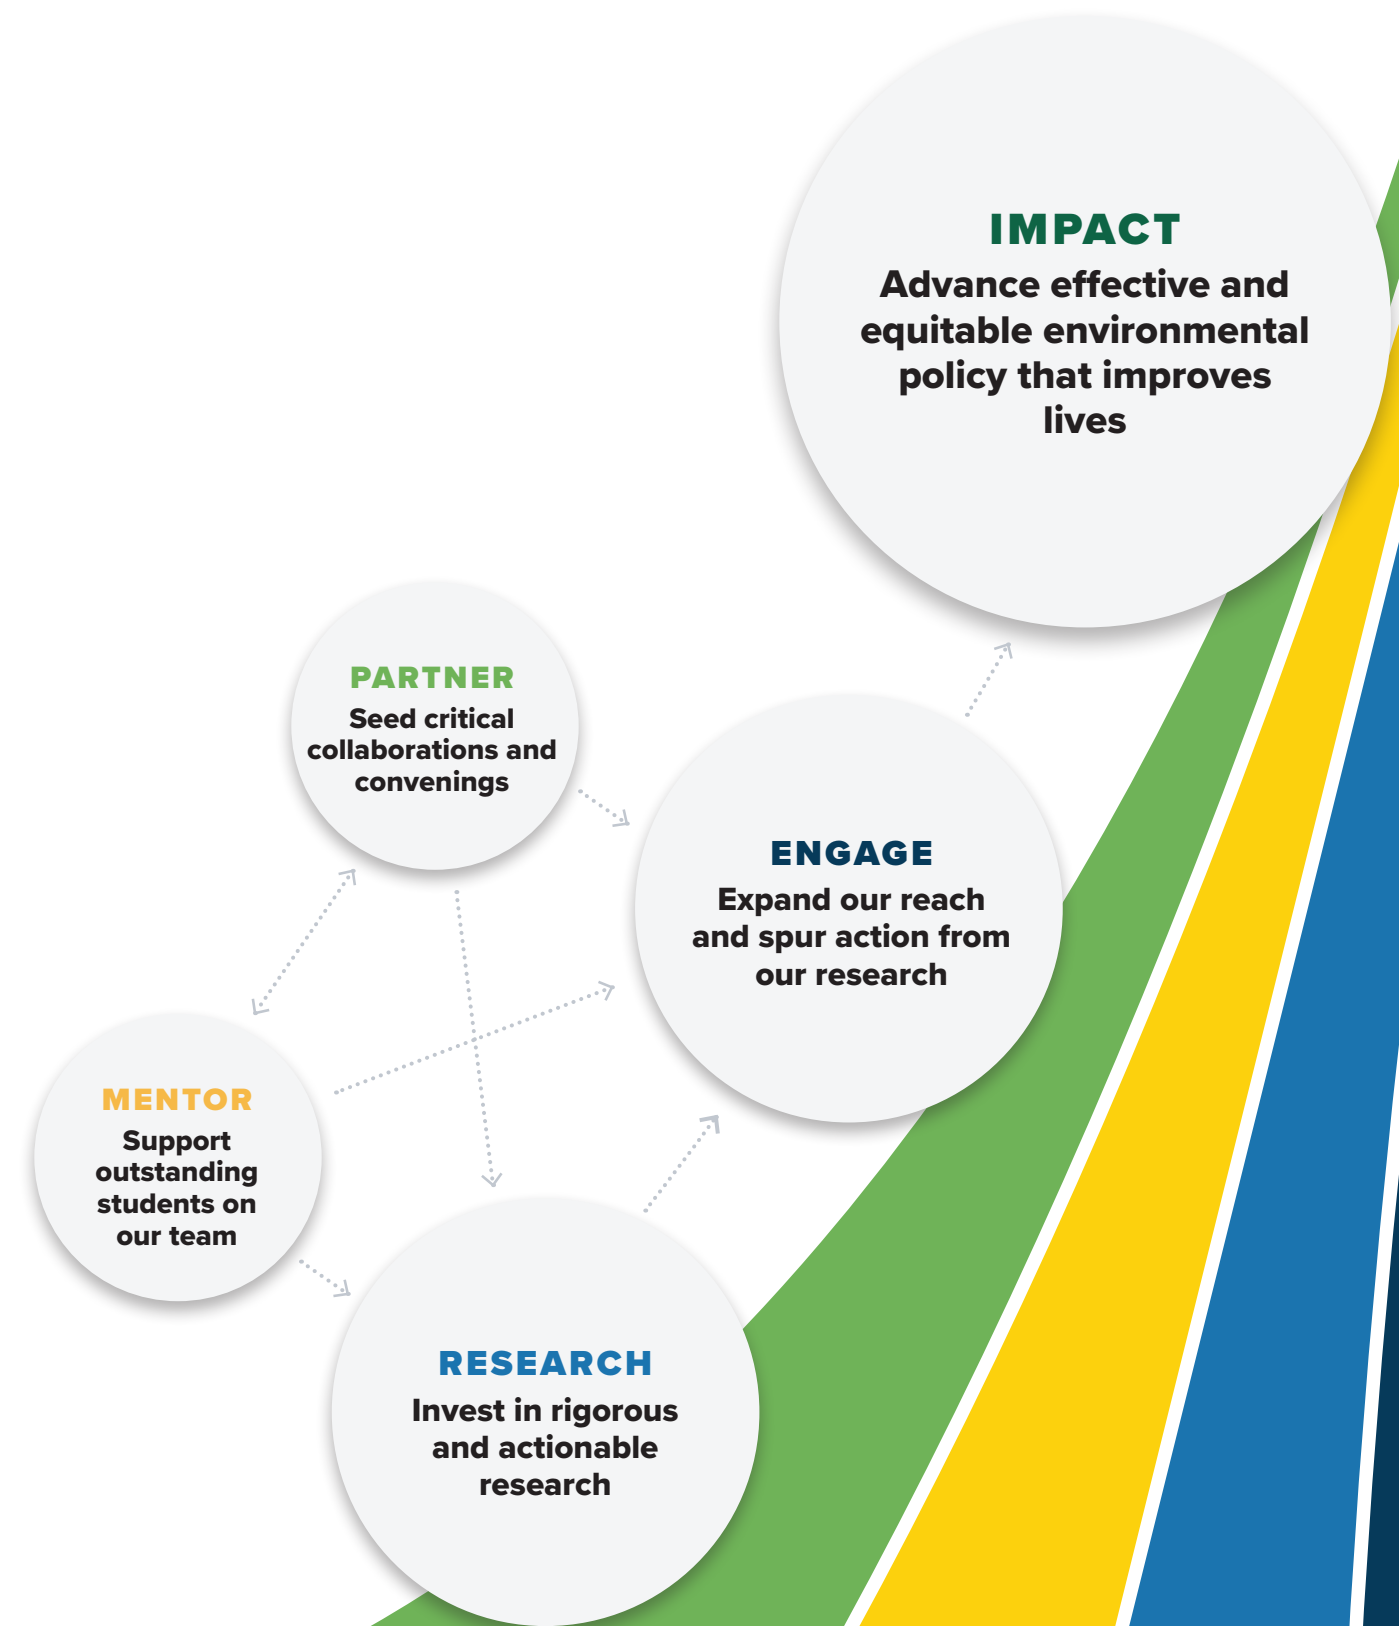 IMPACT
Advance effective and
equitable environmental
policy that improves
lives
PARTNER
Seed critical
collaborations and
convenings
ENGAGE
Expand our reach
and spur action from
our research
MENTOR
Support
outstanding
students on
our team
RESEARCH
Invest in rigorous
and actionable
research